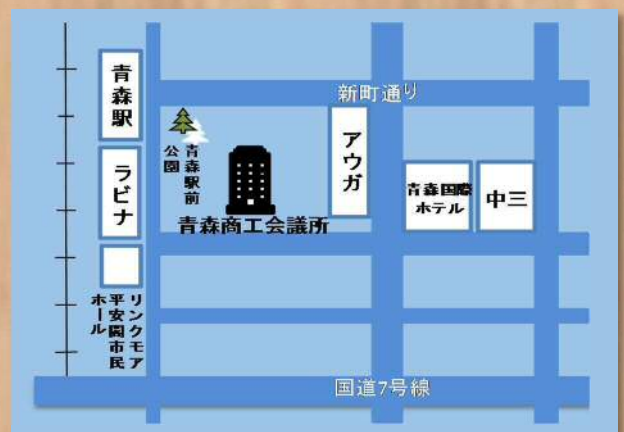 青森駅
新町通り
青森駅前
公園
アウガ
ラビナ
青森国際
ホテル
中三
青森商工会議所
リンクモア
平安閣市民
ホール
国道7号線